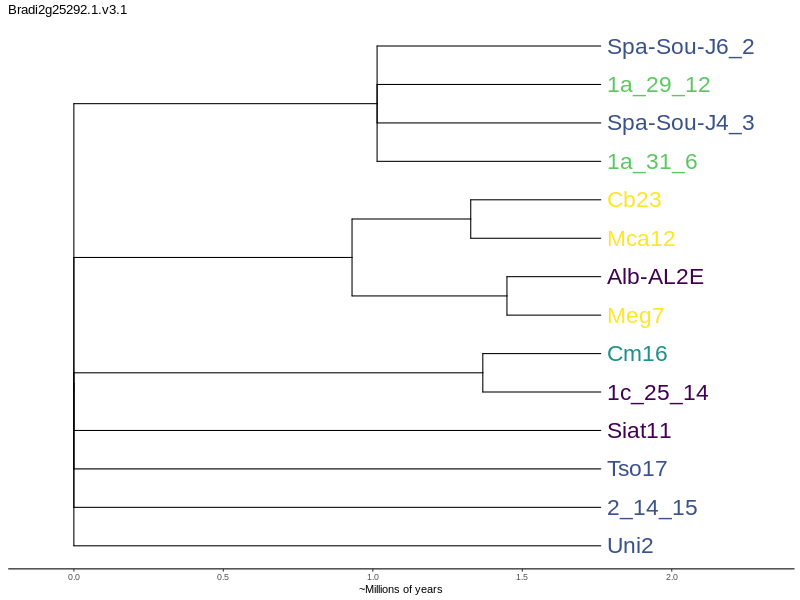 Bradi2g25292.1.v3.1
Spa-Sou-J6_2
1a_29_12
Spa-Sou-J4_3
1a_31_6
Cb23
Mca12
Alb-AL2E
Meg7
Cm16
1c_25_14
Siat11
Tso17
2_14_15
Uni2
0.0 0.5 1.0 1.5 2.0
~Millions of years